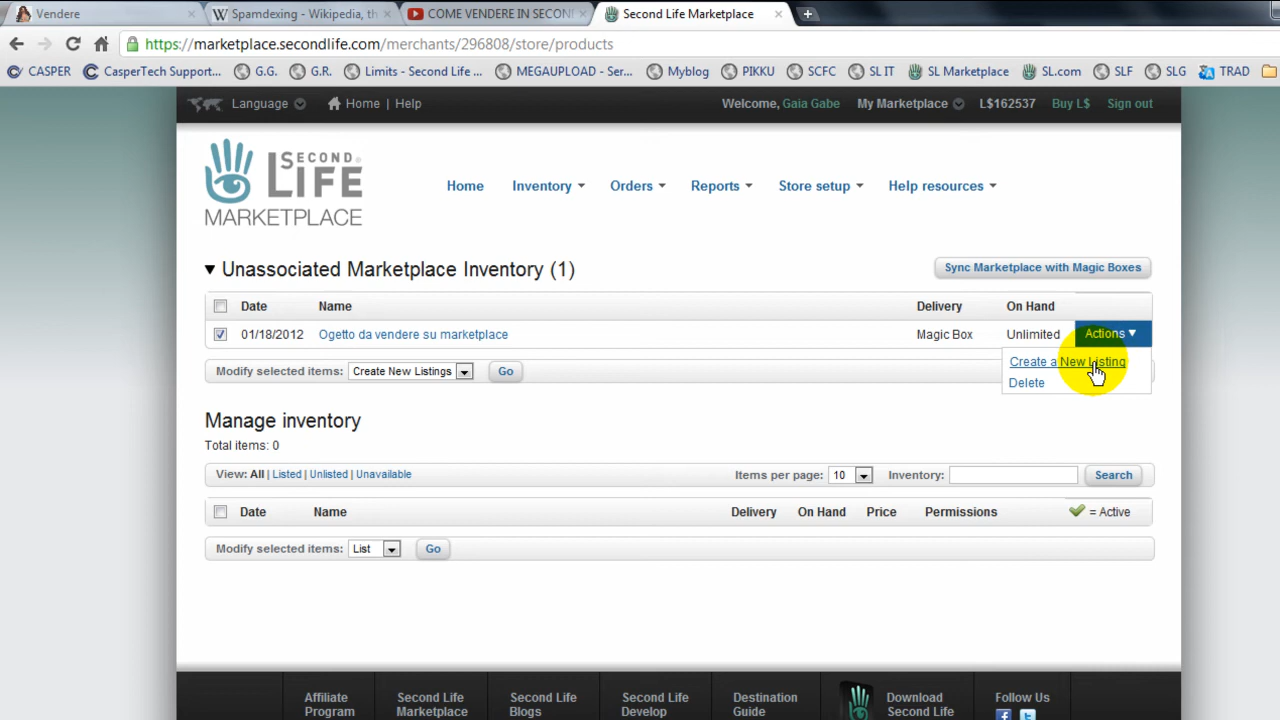 Vendere
Spamdexing - Wikipedia, th
COME VENDERE IN SECON
Second Life Marketplace
https://marketplace.secondlife.com/merchants/296808/store/products
CASPER CasperTech Support... G.G. G.R. Limits - Second Life ... MEGAUPLOAD - Ser... Myblog PIKKU SCFC SL IT SL Marketplace SL.com SLF SLG TRAD
Language Home | Help Welcome, Gaia Gabe My Marketplace L$162537 Buy L$ Sign out
SECOND LIFE
MARKETPLACE
Home Inventory Orders Reports Store setup Help resources
Unassociated Marketplace Inventory (1) Sync Marketplace with Magic Boxes
Date Name Delivery On Hand
01/18/2012 Ogetto da vendere su marketplace Magic Box Unlimited Actions
Create a New Listing
Delete
Modify selected items: Create New Listings Go
Manage inventory
Total items: 0
View: All | Listed | Unlisted | Unavailable Items per page: 10 Inventory: Search
Date Name Delivery On Hand Price Permissions = Active
Modify selected items: List Go
Affiliate Program
Second Life Marketplace
Second Life Blogs
Second Life Develop
Destination Guide
Download Second Life
Follow Us